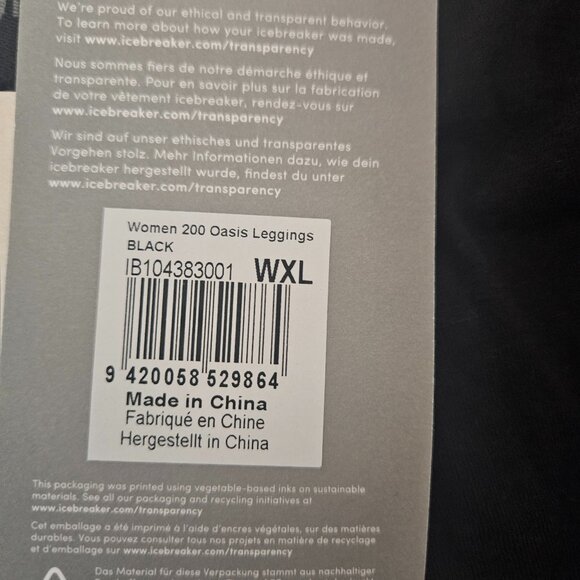 We're proud of our ethical and transparent behavior.
To learn more about how your icebreaker was made,
visit www.icebreaker.com/transparency
Nous sommes fiers de notre démarche éthique et
transparente. Pour en savoir plus sur la fabrication
de votre vêtement icebreaker, rendez-vous sur
www.icebreaker.com/transparency
Wir sind auf unser ethisches und transparentes
Vorgehen stolz. Mehr Informationen dazu, wie dein
icebreaker hergestellt wurde, findest du unter
www.icebreaker.com/transparency
Women 200 Oasis Leggings
BLACK
IB104383001 WXL
9 420058 529864
Made in China
Fabriqué en Chine
Hergestellt in China
This packaging was printed using vegetable-based inks on sustainable
materials. See all our packaging and recycling initiatives at
www.icebreaker.com/transparency
Cet emballage a été imprimé à l'aide d'encres végétales, sur des matières
durables. Vous pouvez consulter tous nos projets en matière de recyclage
et d'emballage sur www.icebreaker.com/transparency
Das Material für diese Verpackung stammt aus nachhaltiger